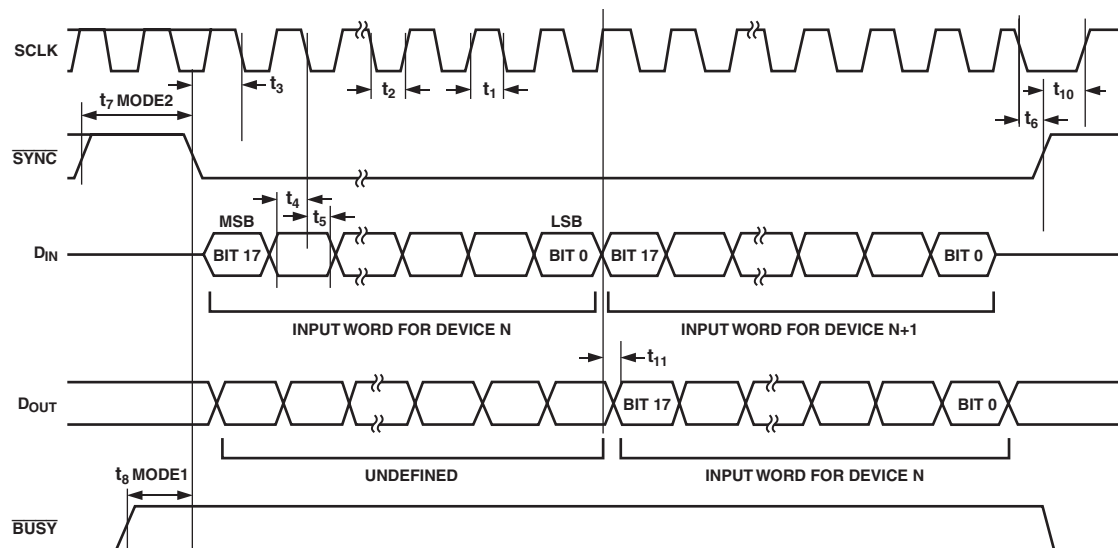 SCLK
t3
t2
t1
t10
t7 MODE2
t6
SYNC
t4
t5
MSB
LSB
DIN
BIT 17
BIT 0
BIT 17
BIT 0
INPUT WORD FOR DEVICE N
INPUT WORD FOR DEVICE N+1
t11
DOUT
BIT 17
BIT 0
UNDEFINED
INPUT WORD FOR DEVICE N
t8 MODE1
BUSY